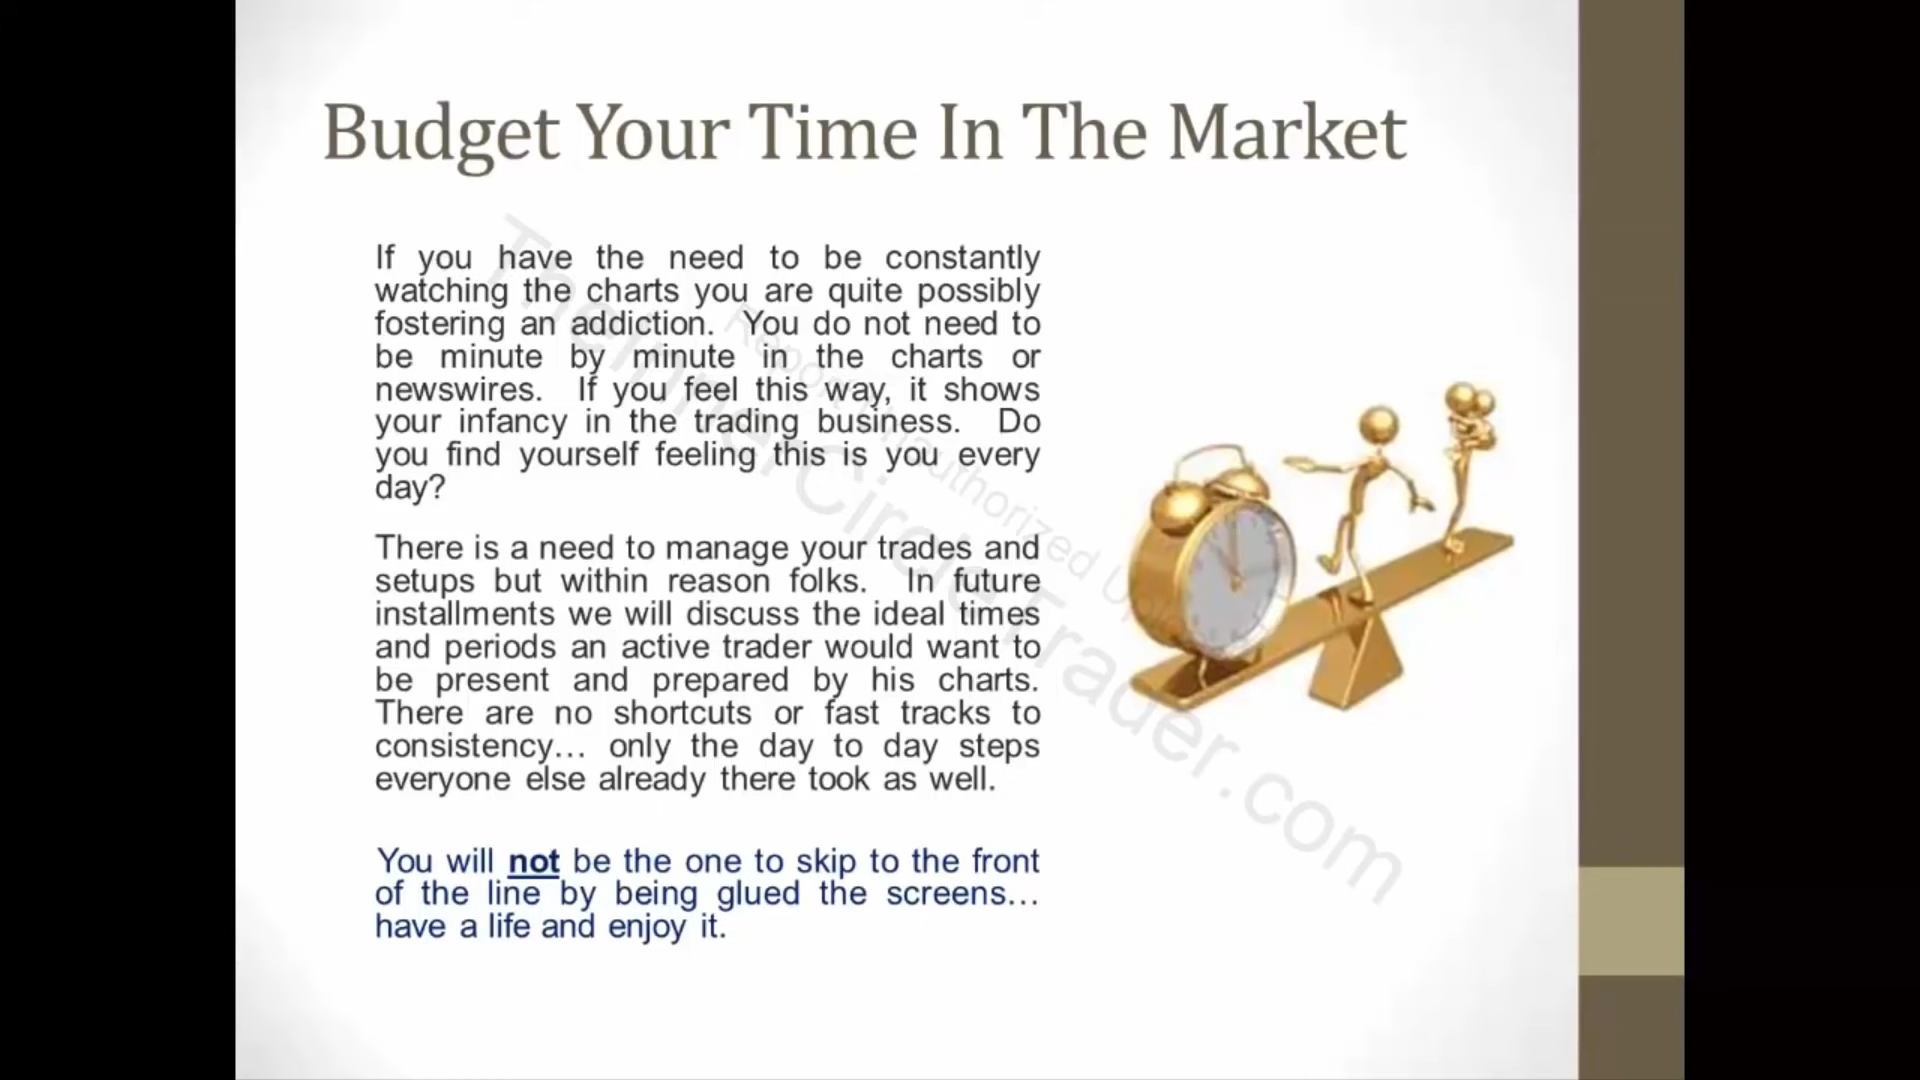 Budget Your Time In The Market
If you have the need to be constantly
watching the charts you are quite possibly
fostering an addiction. You do not need to
be minute by minute in the charts or
newswires. If you feel this way, it shows
your infancy in the trading business. Do
you find yourself feeling this is you every
day?
There is a need to manage your trades and
setups but within reason folks. In future
installments we will discuss the ideal times
and periods an active trader would want to
be present and prepared by his charts.
There are no shortcuts or fast tracks to
consistency... only the day to day steps
everyone else already there took as well.
You will not be the one to skip to the front
of the line by being glued the screens...
have a life and enjoy it.
TheInnerCircleTrader.com
Report Unauthorized